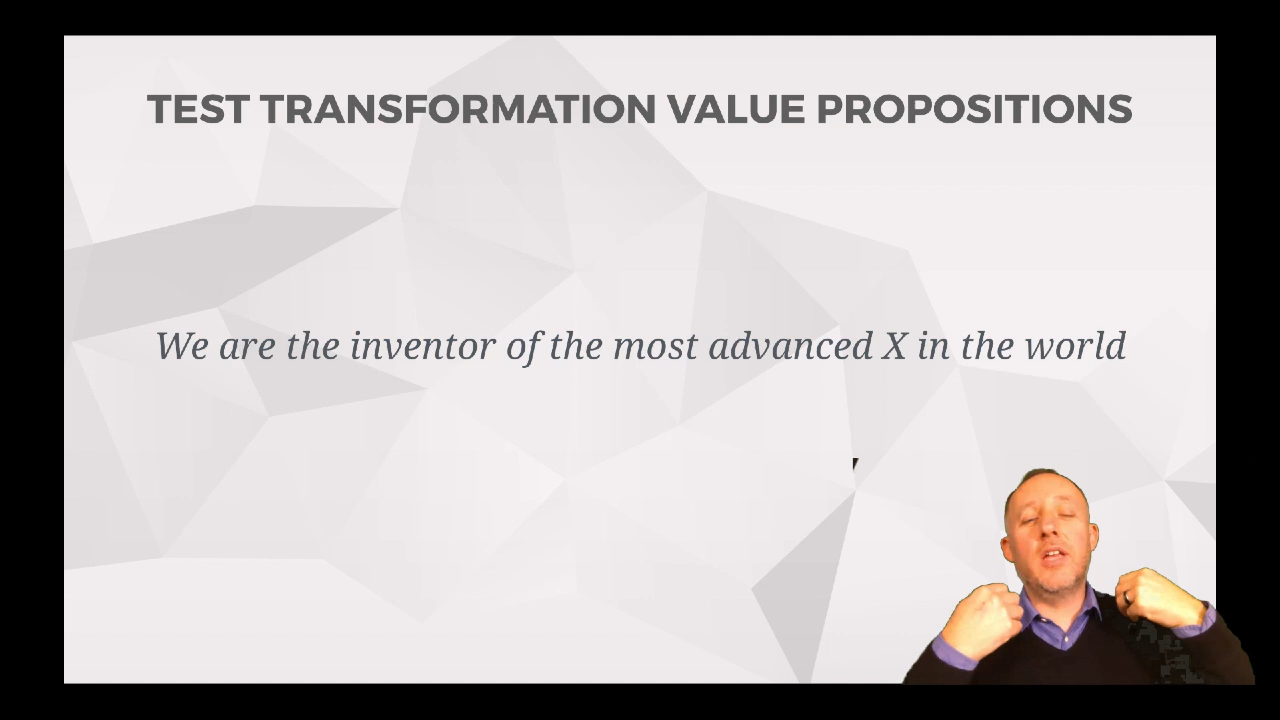 TEST TRANSFORMATION VALUE PROPOSITIONS
We are the inventor of the most advanced X in the world